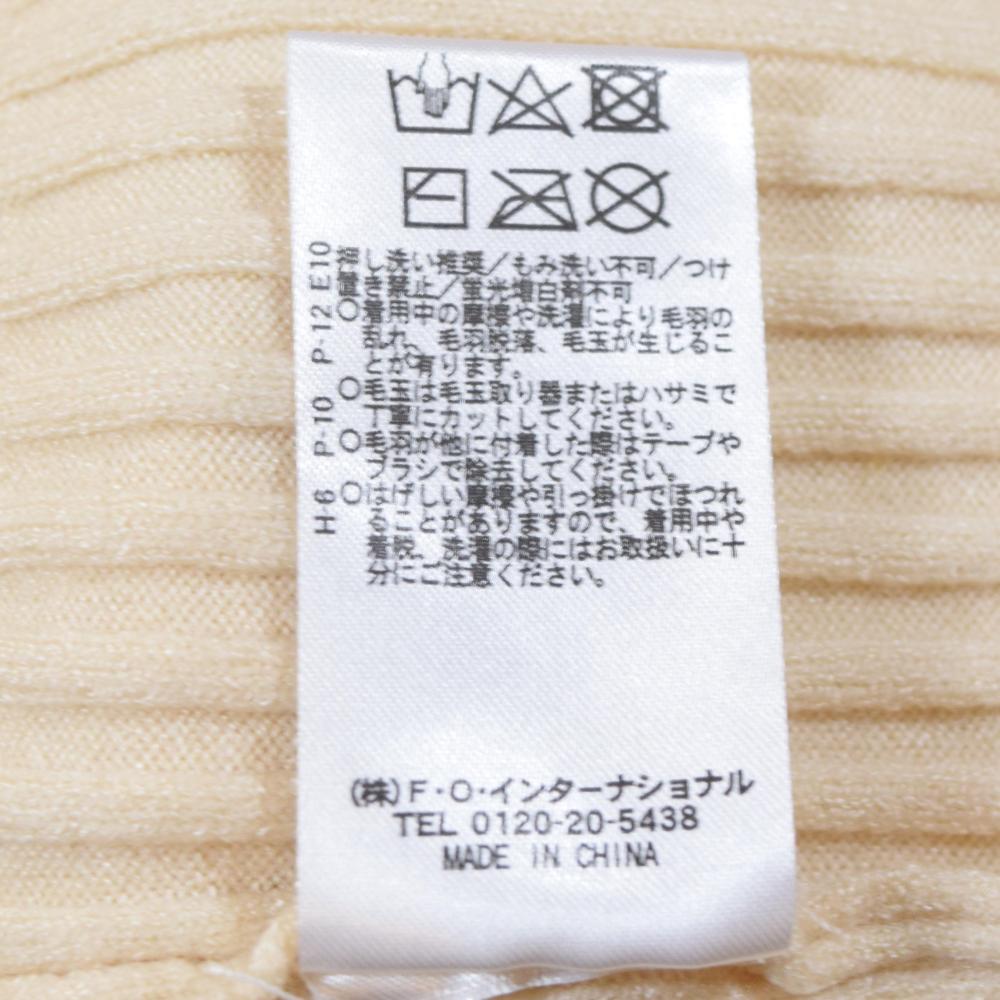 押し洗い推奨／もみ洗い不可／つけ
置き禁止／蛍光増白剤不可
○着用中の摩擦や洗濯により毛羽の
乱れ、毛羽脱落、毛玉が生じるこ
とが有ります。
○毛玉は毛玉取り器またはハサミで
丁寧にカットしてください。
○毛羽が他に付着した際はテープや
ブラシで除去してください。
○はげしい摩擦や引っ掛けでほつれ
ることがありますので、着用中や
着脱、洗濯の際にはお取扱いに十
分にご注意ください。
H-6 P-10 P-12 E10
(株)F・O・インターナショナル
TEL 0120-20-5438
MADE IN CHINA